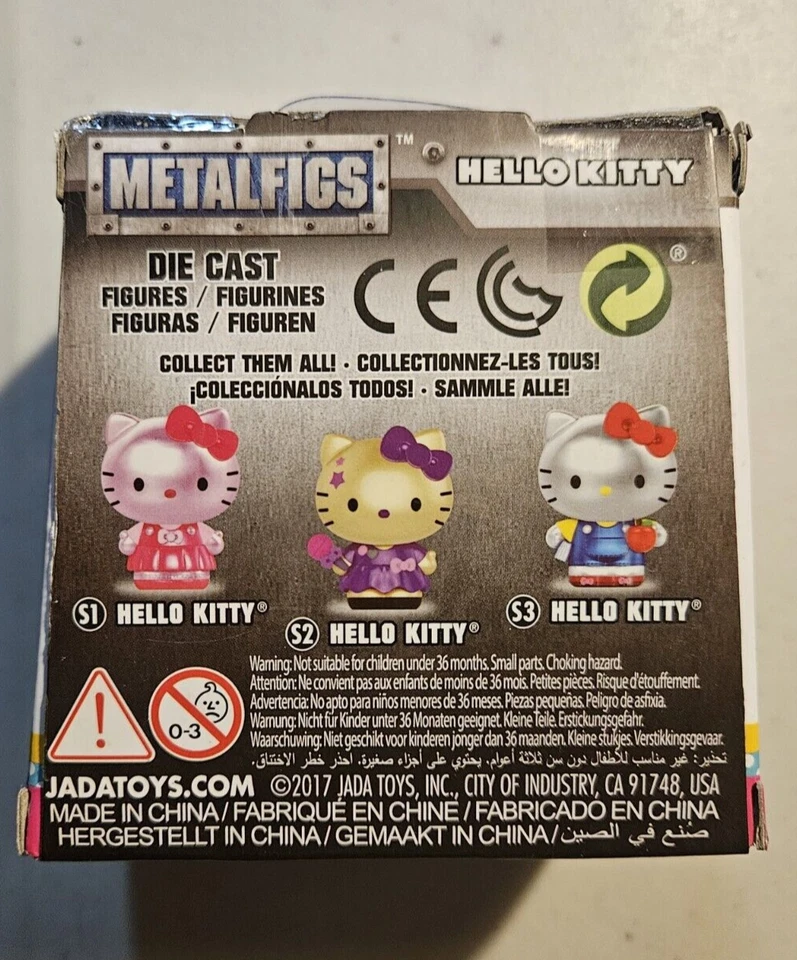 METALFIGS™
HELLO KITTY
DIE CAST
FIGURES / FIGURINES
FIGURAS / FIGUREN
CE
®
COLLECT THEM ALL! · COLLECTIONNEZ-LES TOUS!
¡COLECCIÓNALOS TODOS! · SAMMLE ALLE!
S1 HELLO KITTY®
S2 HELLO KITTY®
S3 HELLO KITTY®
Warning: Not suitable for children under 36 months. Small parts. Choking hazard.
Attention: Ne convient pas aux enfants de moins de 36 mois. Petites pièces. Risque d'étouffement.
Advertencia: No apto para niños menores de 36 meses. Piezas pequeñas. Peligro de asfixia.
Warnung: Nicht für Kinder unter 36 Monaten geeignet. Kleine Teile. Erstickungsgefahr.
Waarschuwing: Niet geschikt voor kinderen jonger dan 36 maanden. Kleine stukjes. Verstikkingsgevaar.
تحذير: غير مناسب للأطفال دون سن ثلاثة أعوام. يحتوي على أجزاء صغيرة. احذر خطر الاختناق.
!
0-3
JADATOYS.COM ©2017 JADA TOYS, INC., CITY OF INDUSTRY, CA 91748, USA
MADE IN CHINA / FABRIQUÉ EN CHINE / FABRICADO EN CHINA
HERGESTELLT IN CHINA / GEMAAKT IN CHINA / صُنع في الصين